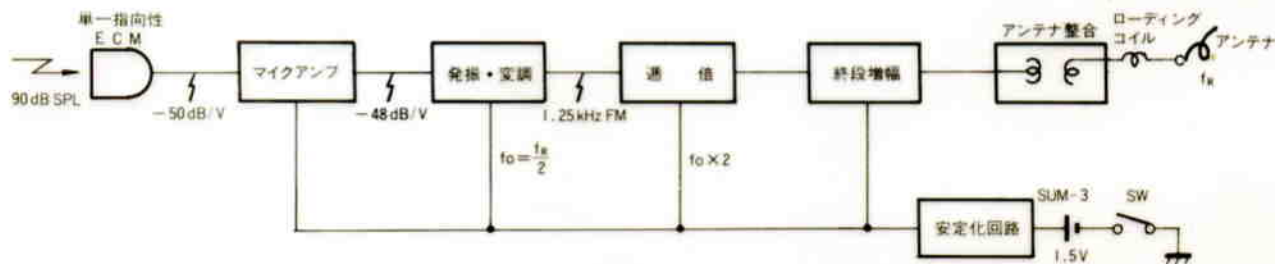 単一指向性
ECM
90dB SPL
−50dB/V
マイクアンプ
−48dB/V
発振・変調
1.25kHz FM
逓倍
終段増幅
アンテナ整合
ローディング
コイル
アンテナ
fR
fo=fR/2
fo×2
安定化回路
SUM-3
1.5V
SW